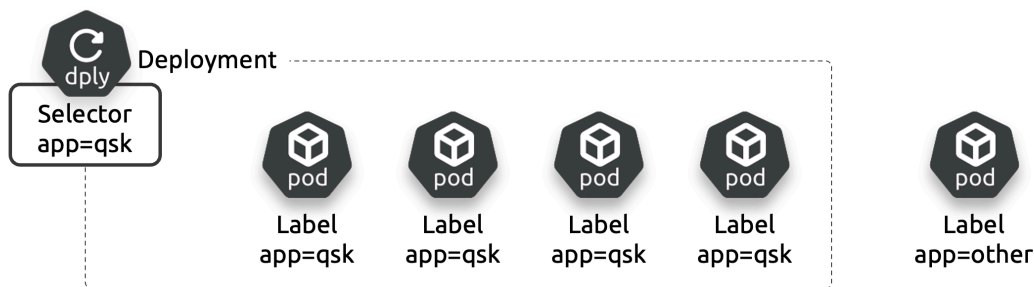 dply
Deployment
Selector
app=qsk
pod
pod
pod
pod
pod
Label
Label
Label
Label
Label
app=qsk
app=qsk
app=qsk
app=qsk
app=other